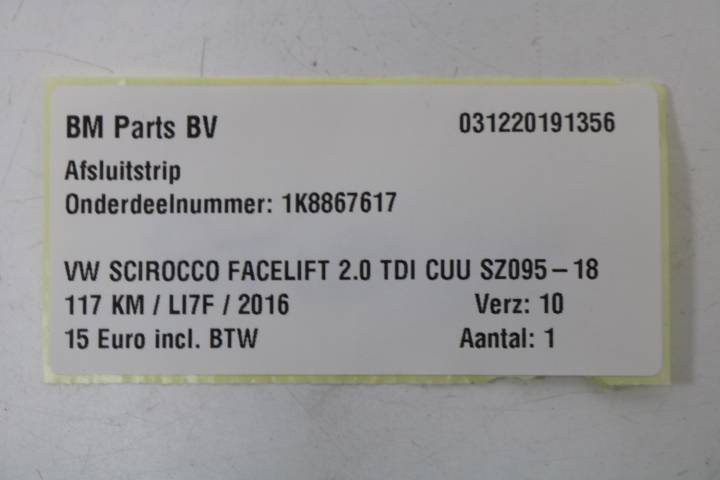 BM Parts BV 031220191356
Afsluitstrip
Onderdeelnummer: 1K8867617
VW SCIROCCO FACELIFT 2.0 TDI CUU SZ095-18
117 KM / LI7F / 2016 Verz: 10
15 Euro incl. BTW Aantal: 1